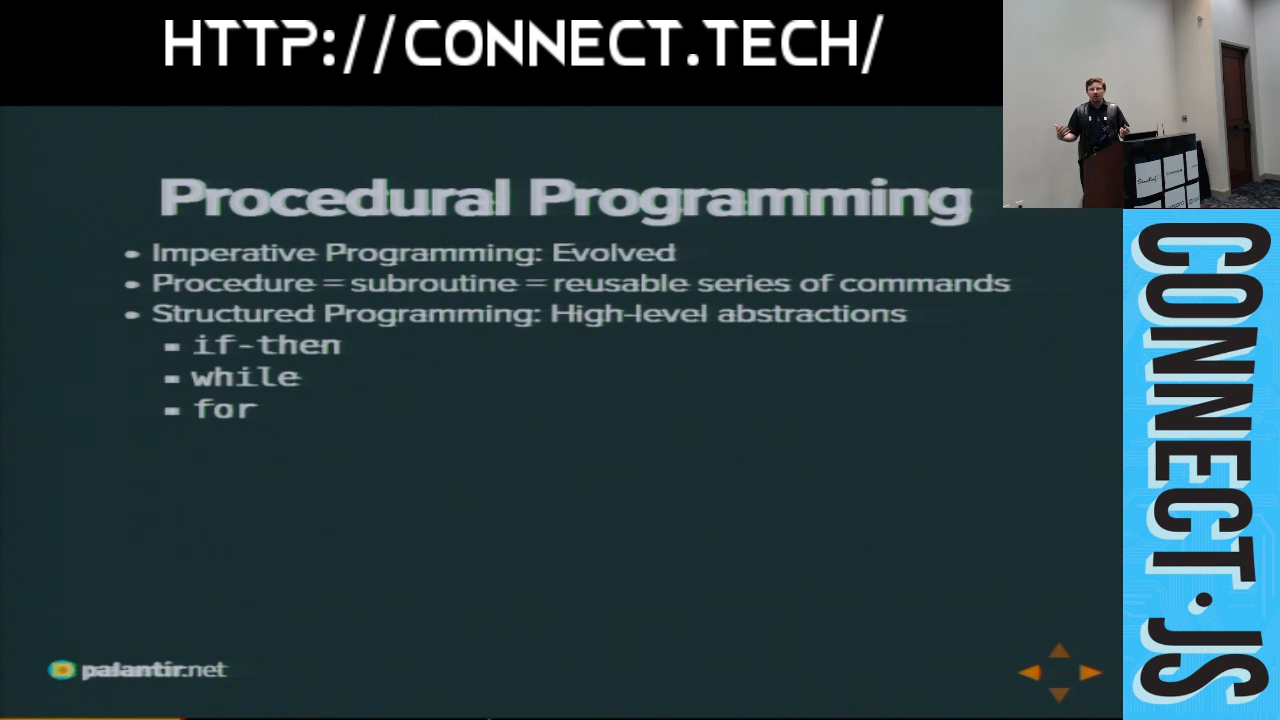 HTTP://CONNECT.TECH/
Procedural Programming
• Imperative Programming: Evolved
• Procedure = subroutine = reusable series of commands
• Structured Programming: High-level abstractions
▪ if-then
▪ while
▪ for
palantir.net
CONNECT.JS